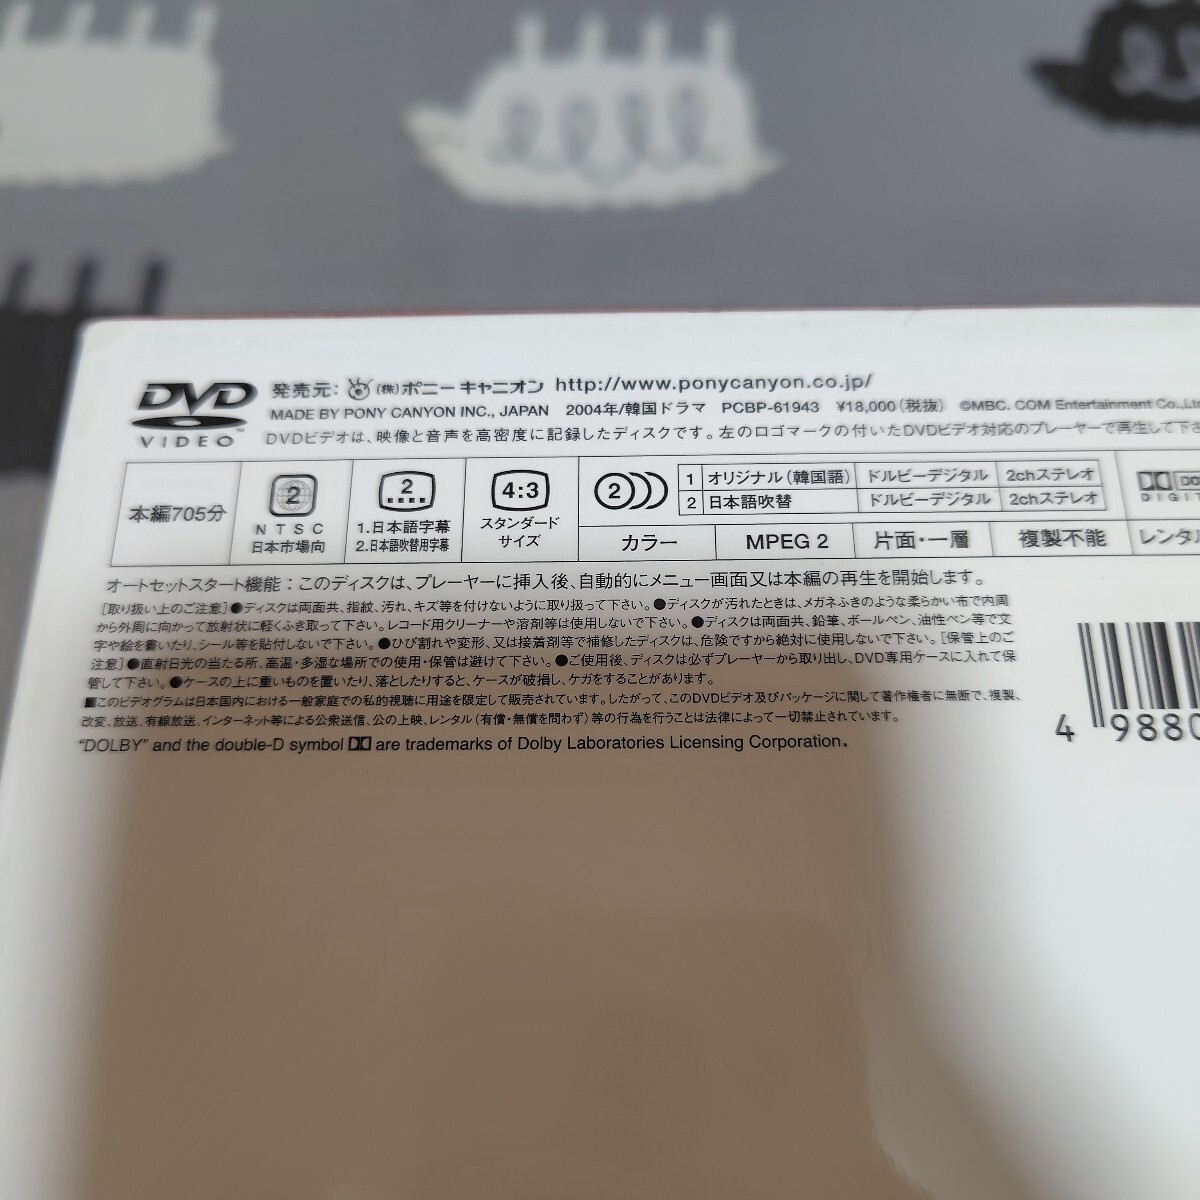 DVD
VIDEO
発売元: (株)ポニーキャニオン http://www.ponycanyon.co.jp/
MADE BY PONY CANYON INC., JAPAN 2004年/韓国ドラマ PCBP-61943 ¥18,000(税抜) ©MBC. COM Entertainment Co.,Lt
DVDビデオは、映像と音声を高密度に記録したディスクです。左のロゴマークの付いたDVDビデオ対応のプレーヤーで再生して下さ
本編705分
2
NTSC
日本市場向
2
1.日本語字幕
2.日本語吹替用字幕
4:3
スタンダード
サイズ
2
1 オリジナル(韓国語) ドルビーデジタル 2chステレオ
2 日本語吹替 ドルビーデジタル 2chステレオ
カラー MPEG 2 片面・一層 複製不能 レンタル
オートセットスタート機能:このディスクは、プレーヤーに挿入後、自動的にメニュー画面又は本編の再生を開始します。
[取り扱い上のご注意]●ディスクは両面共、指紋、汚れ、キズ等を付けないように取り扱って下さい。●ディスクが汚れたときは、メガネふきのような柔らかい布で内周
から外周に向かって放射状に軽くふき取って下さい。レコード用クリーナーや溶剤等は使用しないで下さい。●ディスクは両面共、鉛筆、ボールペン、油性ペン等で文
字や絵を書いたり、シール等を貼付しないで下さい。●ひび割れや変形、又は接着剤等で補修したディスクは、危険ですから絶対に使用しないで下さい。[保管上のご
注意]●直射日光の当たる所、高温・多湿な場所での使用・保管は避けて下さい。●ご使用後、ディスクは必ずプレーヤーから取り出し、DVD専用ケースに入れて保
管して下さい。●ケースの上に重いものを置いたり、落としたりすると、ケースが破損し、ケガをすることがあります。
■このビデオグラムは日本国内における一般家庭での私的視聴に用途を限定して販売されています。したがって、このDVDビデオ及びパッケージに関して著作権者に無断で、複製、
改変、放送、有線放送、インターネット等による公衆送信、公の上映、レンタル(有償・無償を問わず)等の行為を行うことは法律によって一切禁止されています。
"DOLBY" and the double-D symbol are trademarks of Dolby Laboratories Licensing Corporation.
4 9880